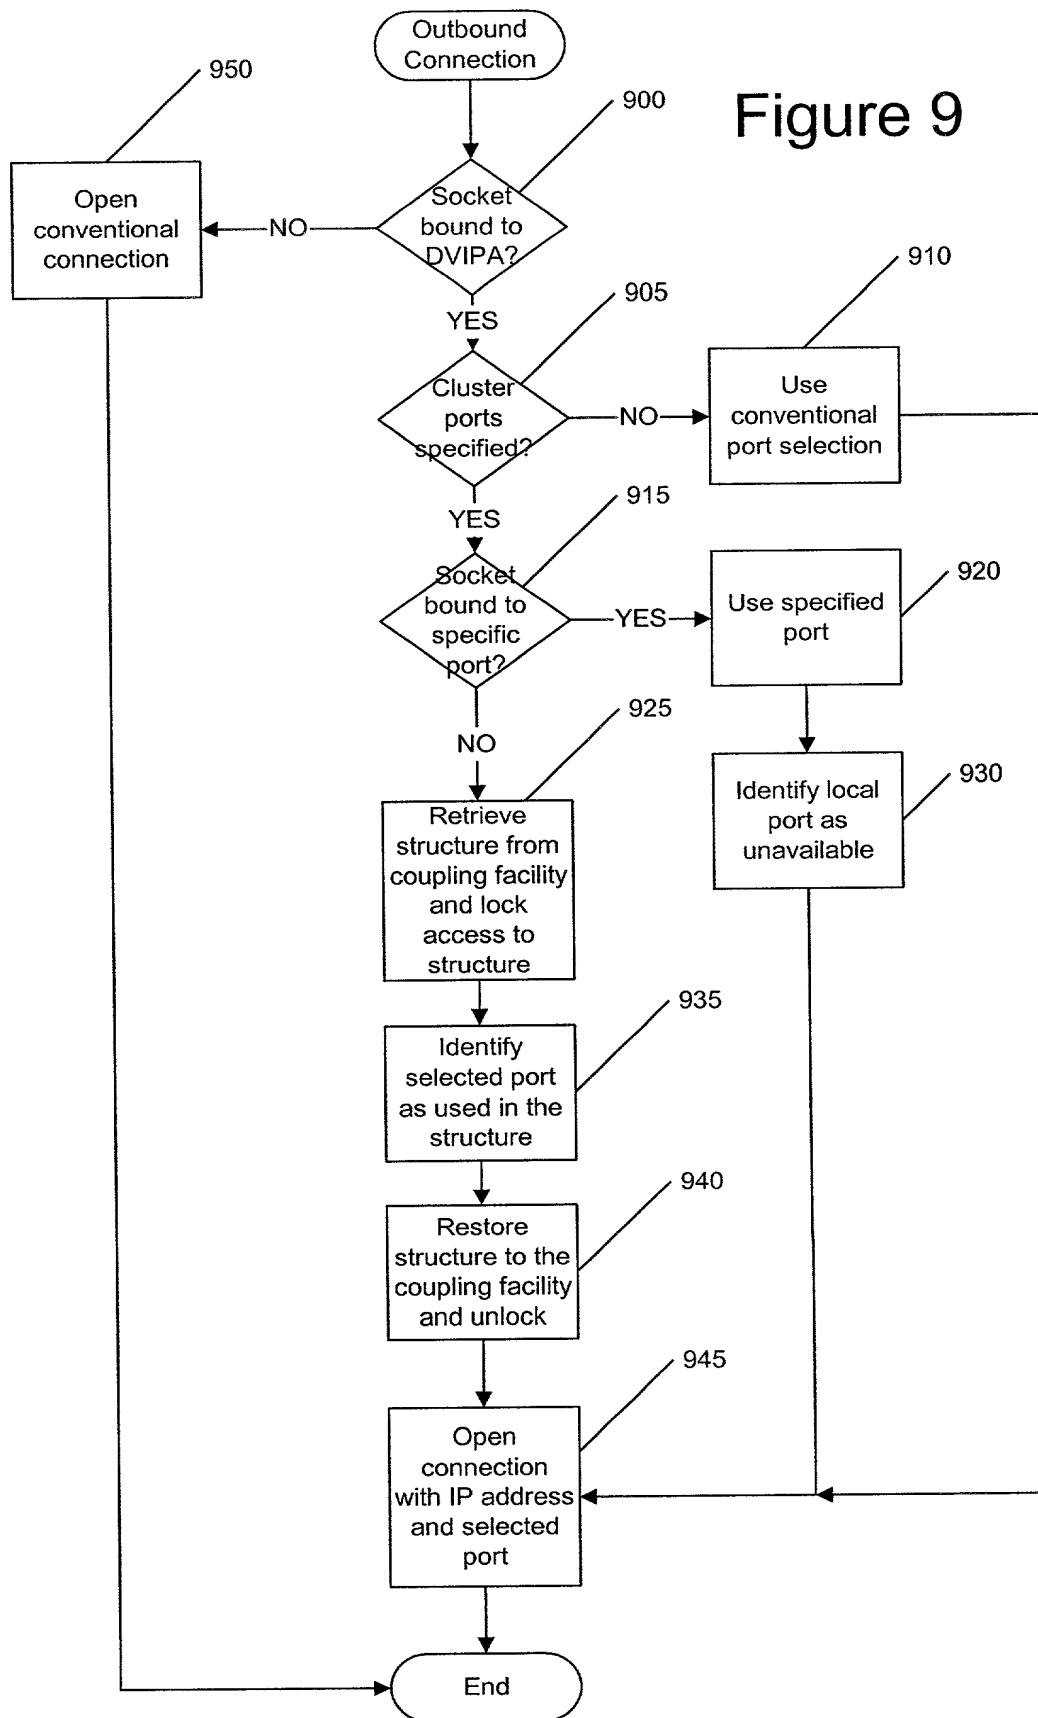 Outbound
Connection
950
900
Figure 9
Open
conventional
connection
NO
Socket
bound to
DVIPA?
YES
905
910
Cluster
ports
specified?
NO
Use
conventional
port selection
YES
915
Socket
bound to
specific
port?
YES
Use specified
port
920
NO
925
Identify local
port as
unavailable
930
Retrieve
structure from
coupling facility
and lock
access to
structure
935
Identify
selected port
as used in the
structure
940
Restore
structure to the
coupling facility
and unlock
945
Open
connection
with IP address
and selected
port
End